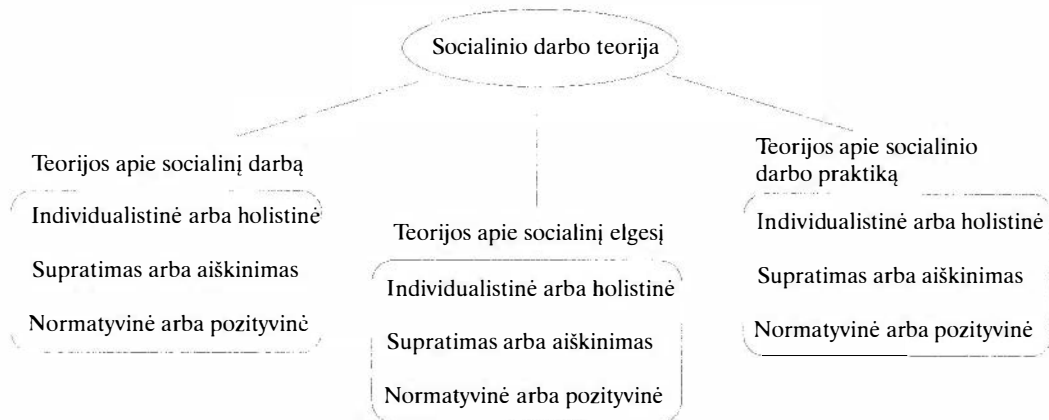 Socialinio darbo teorija
Teorijos apie socialinį darbą
Individualistinė arba holistinė
Supratimas arba aiškinimas
Normatyvinė arba pozityvinė
Teorijos apie socialinį elgesį
Individualistinė arba holistinė
Supratimas arba aiškinimas
Normatyvinė arba pozityvinė
Teorijos apie socialinio
darbo praktiką
Individualistinė arba holistinė
Supratimas arba aiškinimas
Normatyvinė arba pozityvinė